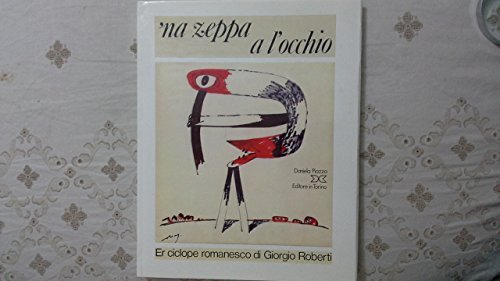 'na zeppa
a l'occhio
Daniela Piazza
Editore in Torino
Er ciclope romanesco di Giorgio Roberti